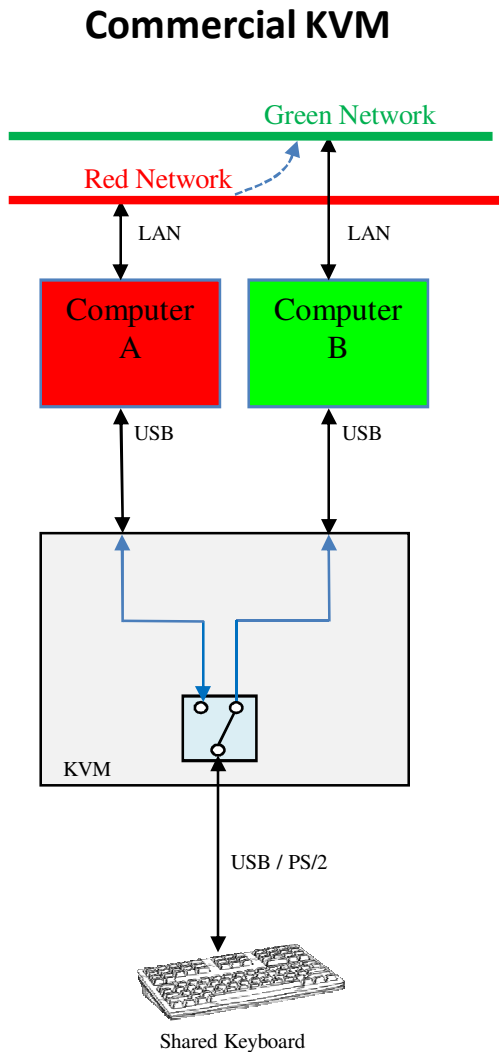 Commercial KVM
Green Network
Red Network
LAN
LAN
Computer
A
Computer
B
USB
USB
KVM
USB / PS/2
Shared Keyboard